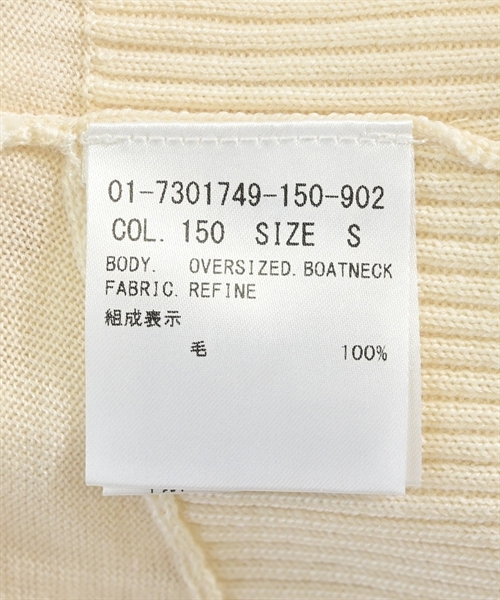 01-7301749-150-902
COL. 150 SIZE S
BODY. OVERSIZED.BOATNECK
FABRIC.REFINE
組成表示
毛 100%